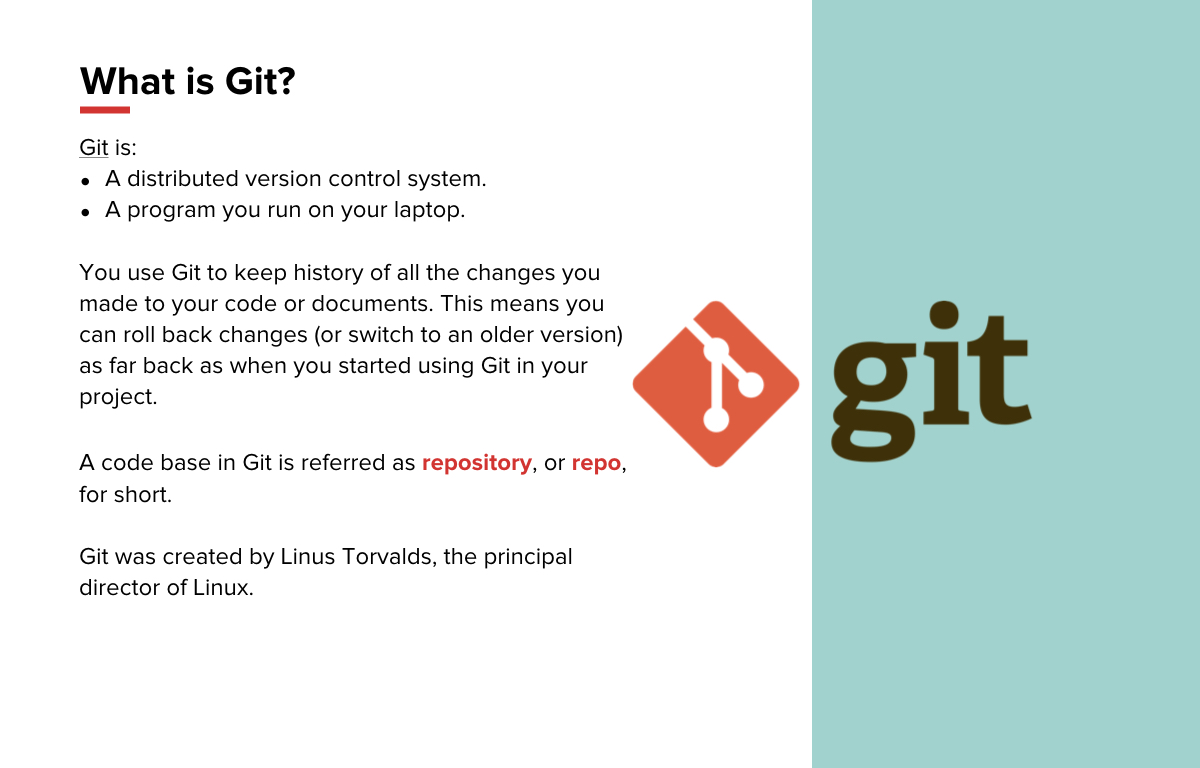 What is Git?
Git is:
• A distributed version control system.
• A program you run on your laptop.
You use Git to keep history of all the changes you
made to your code or documents. This means you
can roll back changes (or switch to an older version)
as far back as when you started using Git in your
project.
A code base in Git is referred as repository, or repo,
for short.
Git was created by Linus Torvalds, the principal
director of Linux.
git